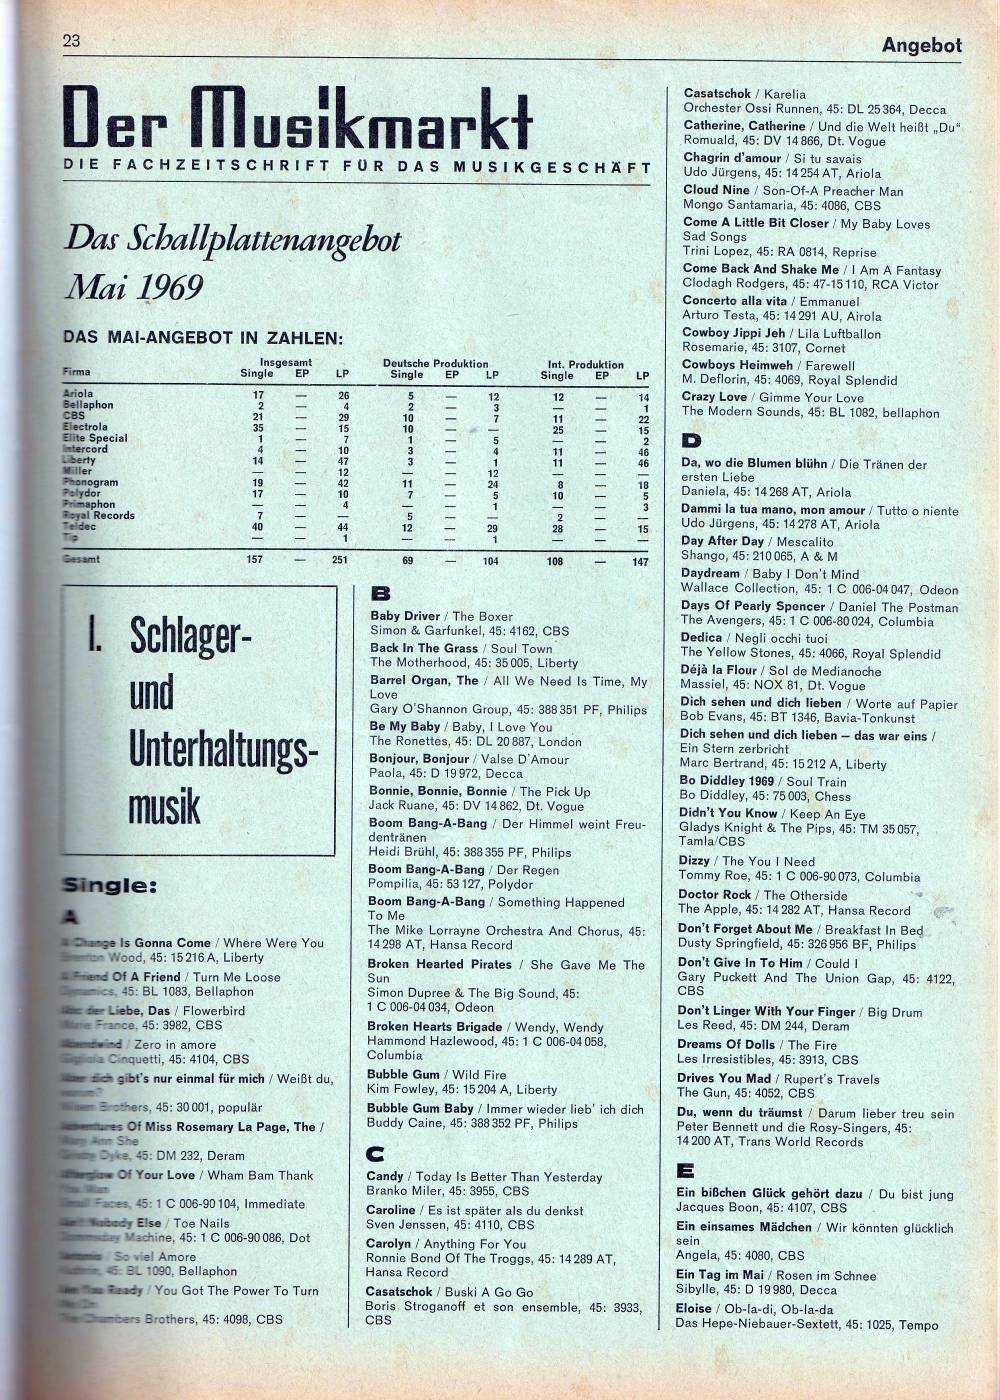 23
Angebot
Der Musikmarkt
DIE FACHZEITSCHRIFT FÜR DAS MUSIKGESCHÄFT
Das Schallplattenangebot
Mai 1969
DAS MAI-ANGEBOT IN ZAHLEN:
Insgesamt Deutsche Produktion Int. Produktion
Firma Single EP LP Single EP LP Single EP LP
Ariola 17 — 26 5 — 12 12 — 14
Bellaphon 2 — 4 2 — 3 — — 1
CBS 21 — 29 10 — 7 11 — 22
Electrola 35 — 15 10 — — 25 — 15
Elite Special 1 — 7 1 — 5 — — 2
Intercord 4 — 10 3 — 4 11 — 46
Liberty 14 — 47 3 — 1 11 — 46
Miller — — 12 — — 12 — — —
Phonogram 19 — 42 11 — 24 8 — 18
Polydor 17 — 10 7 — 5 10 — 5
Primaphon — — 4 — — 1 — — 3
Royal Records 7 — — 5 — — 2 — —
Teldec 40 — 44 12 — 29 28 — 15
Tip — — 1 — — 1 — — —
Gesamt 157 — 251 69 — 104 108 — 147
I. Schlager-
und
Unterhaltungs-
musik
Single:
A
A Change Is Gonna Come / Where Were You
Wood, 45: 15 216 A, Liberty
A Friend Of A Friend / Turn Me Loose
45: BL 1083, Bellaphon
der Liebe, Das / Flowerbird
France, 45: 3982, CBS
/ Zero in amore
Cinquetti, 45: 4104, CBS
gibt's nur einmal für mich / Weißt du,
Brothers, 45: 30 001, populär
Of Miss Rosemary La Page, The /
She
Dyke, 45: DM 232, Deram
Afterglow Of Your Love / Wham Bam Thank
Faces, 45: 1 C 006-90 104, Immediate
Nobody Else / Toe Nails
Machine, 45: 1 C 006-90 086, Dot
/ So viel Amore
45: BL 1090, Bellaphon
You Ready / You Got The Power To Turn
The Chambers Brothers, 45: 4098, CBS
B
Baby Driver / The Boxer
Simon & Garfunkel, 45: 4162, CBS
Back In The Grass / Soul Town
The Motherhood, 45: 35 005, Liberty
Barrel Organ, The / All We Need Is Time, My
Love
Gary O'Shannon Group, 45: 388 351 PF, Philips
Be My Baby / Baby, I Love You
The Ronettes, 45: DL 20 887, London
Bonjour, Bonjour / Valse D'Amour
Paola, 45: D 19 972, Decca
Bonnie, Bonnie, Bonnie / The Pick Up
Jack Ruane, 45: DV 14 862, Dt. Vogue
Boom Bang-A-Bang / Der Himmel weint Freu-
dentränen
Heidi Brühl, 45: 388 355 PF, Philips
Boom Bang-A-Bang / Der Regen
Pompilia, 45: 53 127, Polydor
Boom Bang-A-Bang / Something Happened
To Me
The Mike Lorrayne Orchestra And Chorus, 45:
14 298 AT, Hansa Record
Broken Hearted Pirates / She Gave Me The
Sun
Simon Dupree & The Big Sound, 45:
1 C 006-04 034, Odeon
Broken Hearts Brigade / Wendy, Wendy
Hammond Hazlewood, 45: 1 C 006-04 058,
Columbia
Bubble Gum / Wild Fire
Kim Fowley, 45: 15 204 A, Liberty
Bubble Gum Baby / Immer wieder lieb' ich dich
Buddy Caine, 45: 388 352 PF, Philips
C
Candy / Today Is Better Than Yesterday
Branko Miler, 45: 3955, CBS
Caroline / Es ist später als du denkst
Sven Jenssen, 45: 4110, CBS
Carolyn / Anything For You
Ronnie Bond Of The Troggs, 45: 14 289 AT,
Hansa Record
Casatschok / Buski A Go Go
Boris Stroganoff et son ensemble, 45: 3933,
CBS
Casatschok / Karelia
Orchester Ossi Runnen, 45: DL 25 364, Decca
Catherine, Catherine / Und die Welt heißt „Du“
Romuald, 45: DV 14 866, Dt. Vogue
Chagrin d'amour / Si tu savais
Udo Jürgens, 45: 14 254 AT, Ariola
Cloud Nine / Son-Of-A Preacher Man
Mongo Santamaria, 45: 4086, CBS
Come A Little Bit Closer / My Baby Loves
Sad Songs
Trini Lopez, 45: RA 0814, Reprise
Come Back And Shake Me / I Am A Fantasy
Clodagh Rodgers, 45: 47-15 110, RCA Victor
Concerto alla vita / Emmanuel
Arturo Testa, 45: 14 291 AU, Airola
Cowboy Jippi Jeh / Lila Luftballon
Rosemarie, 45: 3107, Cornet
Cowboys Heimweh / Farewell
M. Deflorin, 45: 4069, Royal Splendid
Crazy Love / Gimme Your Love
The Modern Sounds, 45: BL 1082, bellaphon
D
Da, wo die Blumen blühn / Die Tränen der
ersten Liebe
Daniela, 45: 14 268 AT, Ariola
Dammi la tua mano, mon amour / Tutto o niente
Udo Jürgens, 45: 14 278 AT, Ariola
Day After Day / Mescalito
Shango, 45: 210 065, A & M
Daydream / Baby I Don't Mind
Wallace Collection, 45: 1 C 006-04 047, Odeon
Days Of Pearly Spencer / Daniel The Postman
The Avengers, 45: 1 C 006-80 024, Columbia
Dedica / Negli occhi tuoi
The Yellow Stones, 45: 4066, Royal Splendid
Déjà la Flour / Sol de Medianoche
Massiel, 45: NOX 81, Dt. Vogue
Dich sehen und dich lieben / Worte auf Papier
Bob Evans, 45: BT 1346, Bavia-Tonkunst
Dich sehen und dich lieben — das war eins /
Ein Stern zerbricht
Marc Bertrand, 45: 15 212 A, Liberty
Bo Diddley 1969 / Soul Train
Bo Diddley, 45: 75 003, Chess
Didn't You Know / Keep An Eye
Gladys Knight & The Pips, 45: TM 35 057,
Tamla/CBS
Dizzy / The You I Need
Tommy Roe, 45: 1 C 006-90 073, Columbia
Doctor Rock / The Otherside
The Apple, 45: 14 282 AT, Hansa Record
Don't Forget About Me / Breakfast In Bed
Dusty Springfield, 45: 326 956 BF, Philips
Don't Give In To Him / Could I
Gary Puckett And The Union Gap, 45: 4122,
CBS
Don't Linger With Your Finger / Big Drum
Les Reed, 45: DM 244, Deram
Dreams Of Dolls / The Fire
Les Irresistibles, 45: 3913, CBS
Drives You Mad / Rupert's Travels
The Gun, 45: 4052, CBS
Du, wenn du träumst / Darum lieber treu sein
Peter Bennett und die Rosy-Singers, 45:
14 200 AT, Trans World Records
E
Ein bißchen Glück gehört dazu / Du bist jung
Jacques Boon, 45: 4107, CBS
Ein einsames Mädchen / Wir könnten glücklich
sein
Angela, 45: 4080, CBS
Ein Tag im Mai / Rosen im Schnee
Sibylle, 45: D 19 980, Decca
Eloise / Ob-la-di, Ob-la-da
Das Hepe-Niebauer-Sextett, 45: 1025, Tempo